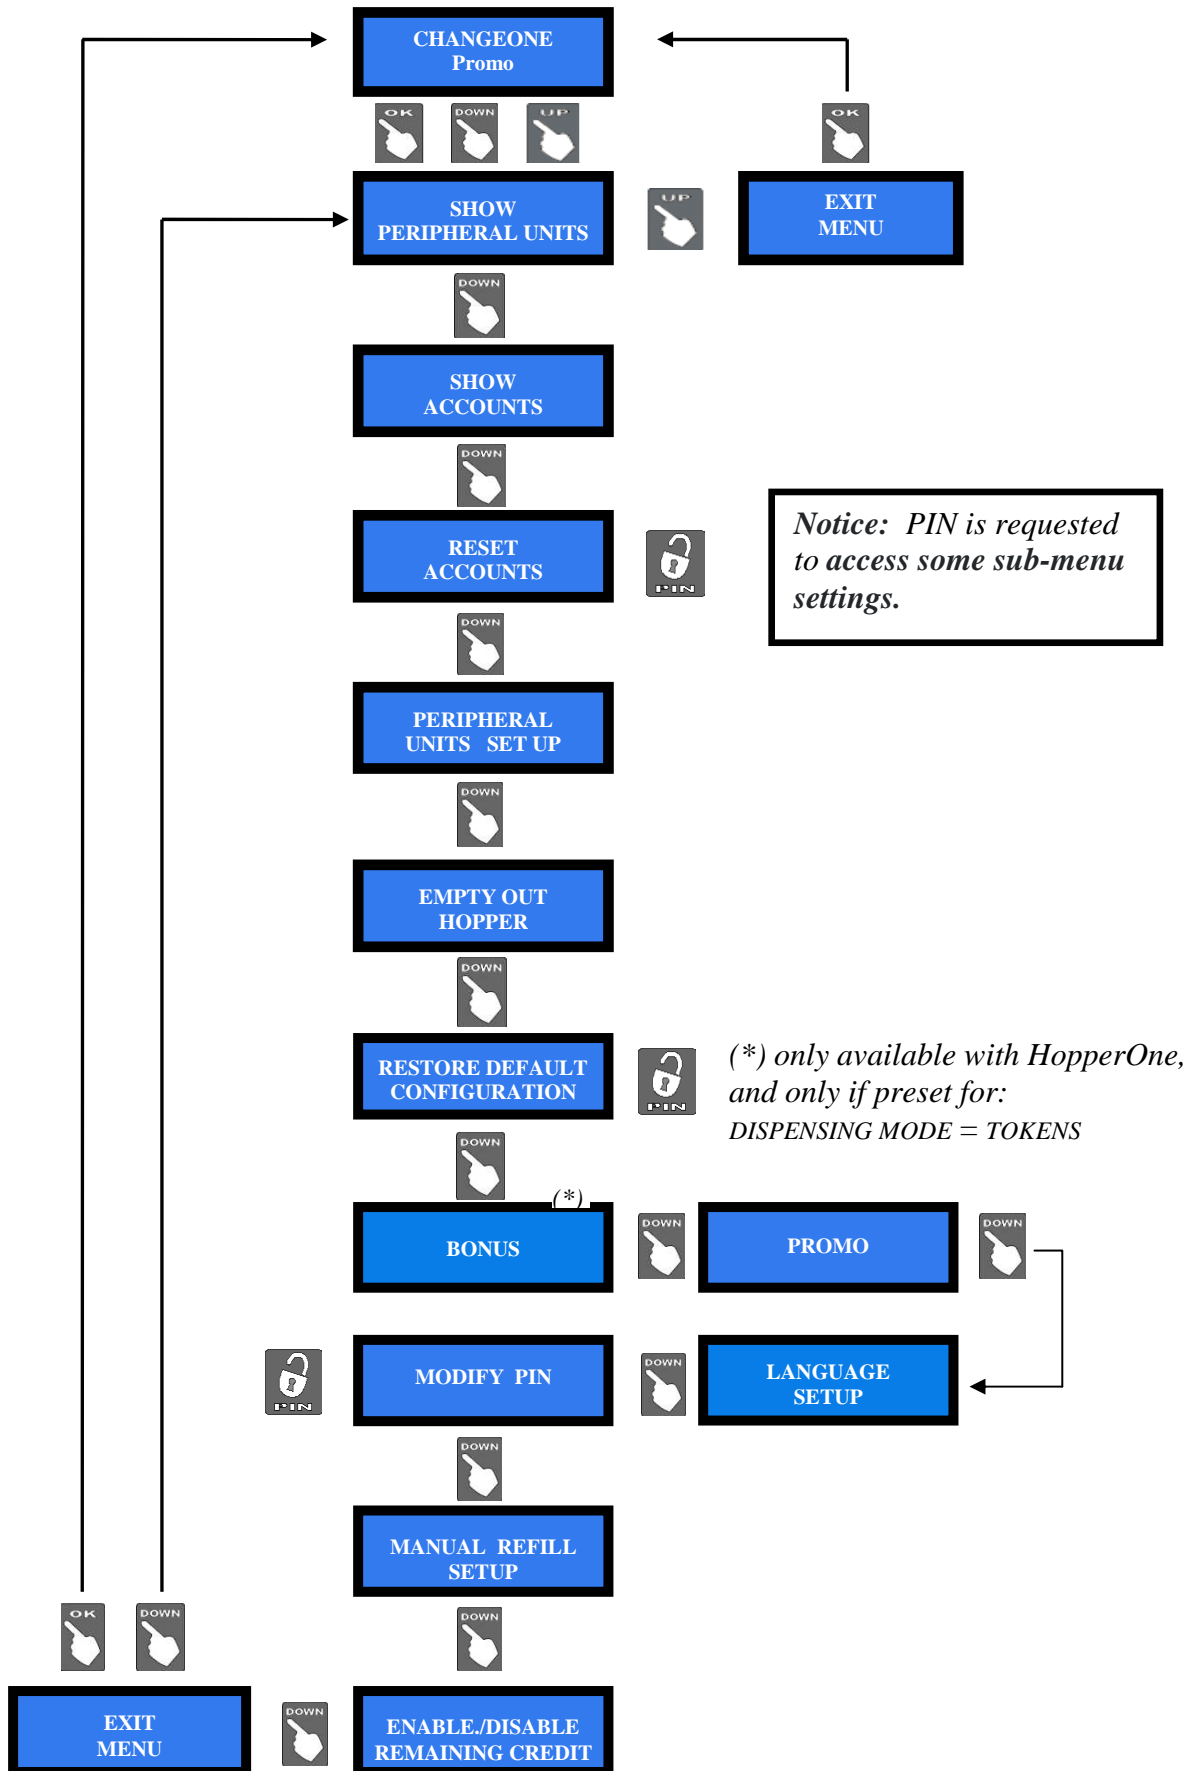 CHANGEONE
Promo
OK
DOWN
UP
OK
SHOW
PERIPHERAL UNITS
UP
EXIT
MENU
DOWN
SHOW
ACCOUNTS
DOWN
RESET
ACCOUNTS
PIN
Notice: PIN is requested
to access some sub-menu
settings.
DOWN
PERIPHERAL
UNITS SET UP
DOWN
EMPTY OUT
HOPPER
DOWN
RESTORE DEFAULT
CONFIGURATION
PIN
(*) only available with HopperOne,
and only if preset for:
DISPENSING MODE = TOKENS
DOWN
(*)
BONUS
DOWN
PROMO
DOWN
PIN
MODIFY PIN
DOWN
LANGUAGE
SETUP
DOWN
MANUAL REFILL
SETUP
OK
DOWN
DOWN
EXIT
MENU
DOWN
ENABLE./DISABLE
REMAINING CREDIT